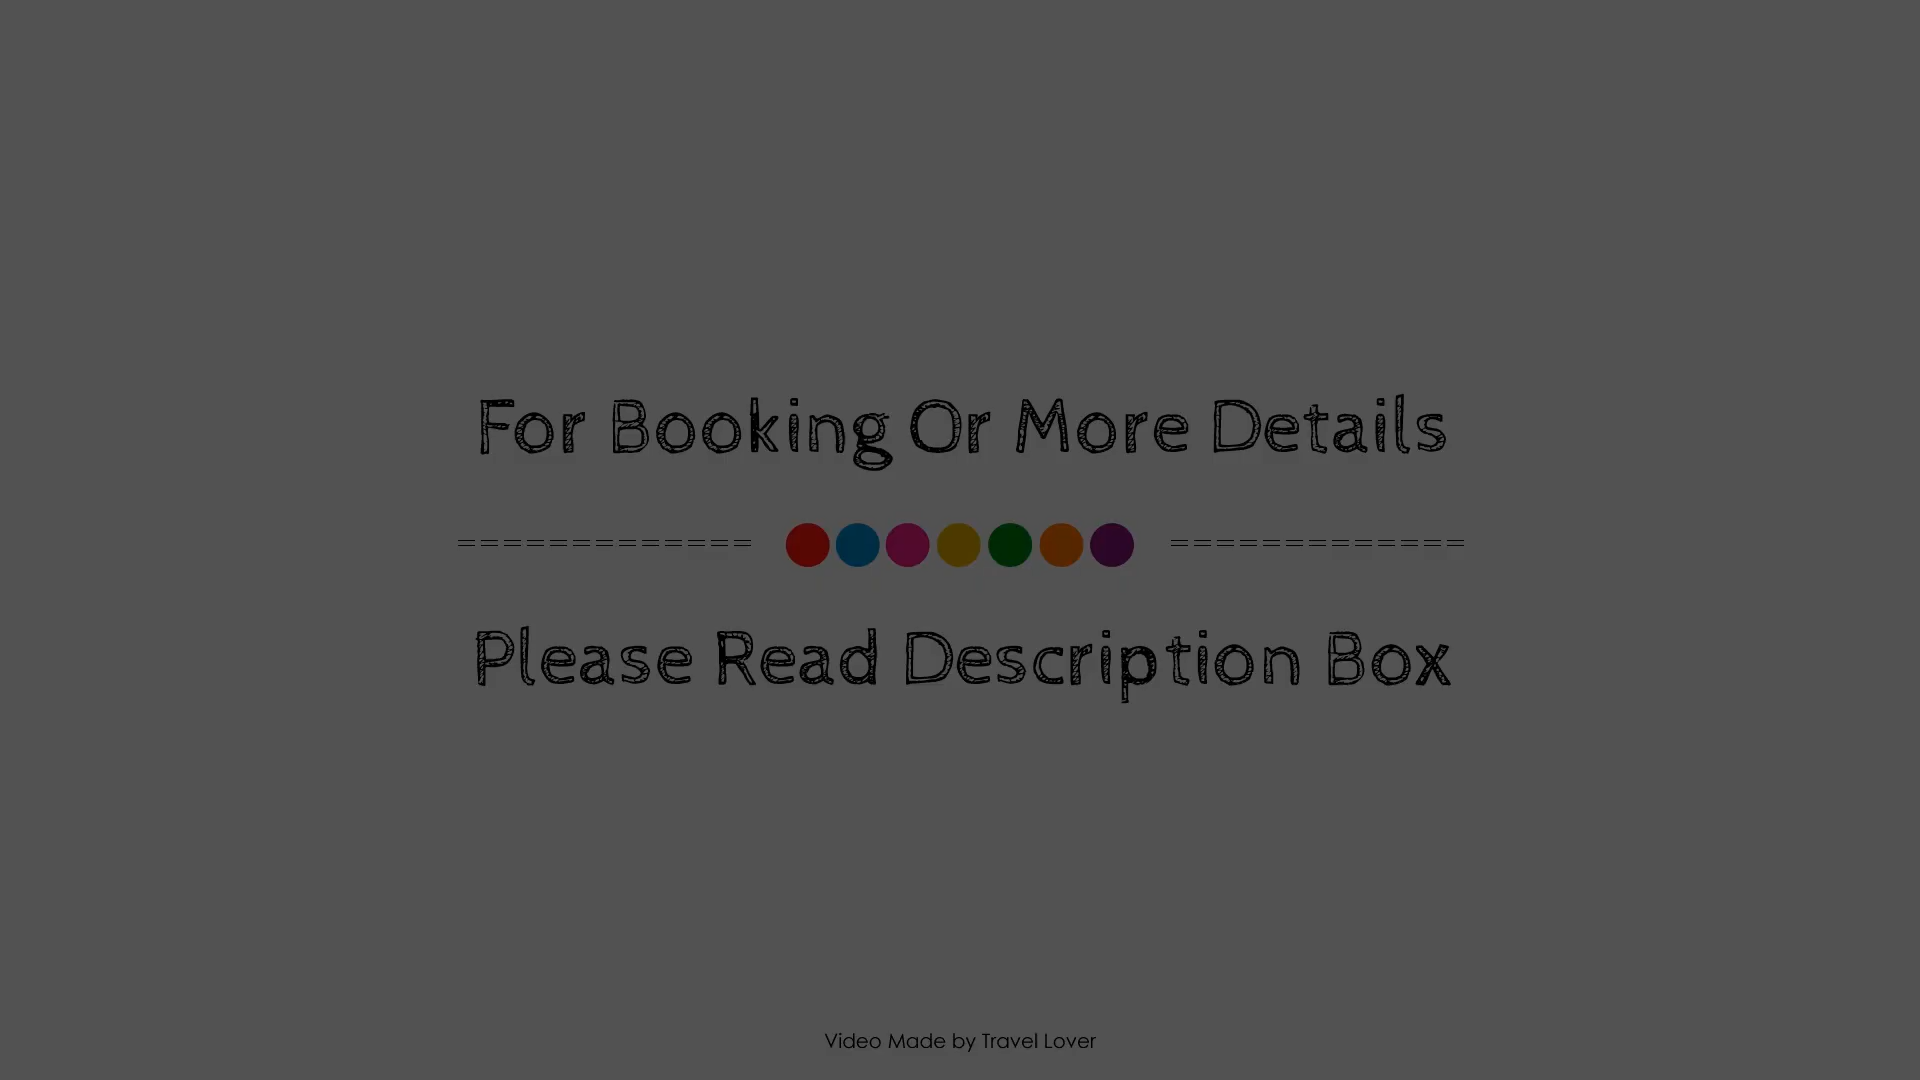 For Booking Or More Details
============= =============
Please Read Description Box
Video Made by Travel Lover